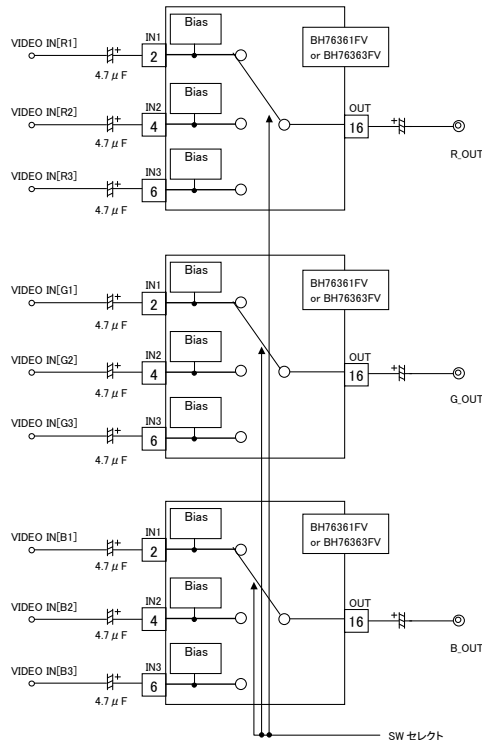 Bias
BH76361FV
or BH76363FV
VIDEO IN[R1]
IN1
2
4.7μF
Bias
VIDEO IN[R2]
IN2
4
4.7μF
OUT
16
R_OUT
Bias
VIDEO IN[R3]
IN3
6
4.7μF
Bias
BH76361FV
or BH76363FV
VIDEO IN[G1]
IN1
2
4.7μF
Bias
VIDEO IN[G2]
IN2
4
4.7μF
OUT
16
G_OUT
Bias
VIDEO IN[G3]
IN3
6
4.7μF
Bias
BH76361FV
or BH76363FV
VIDEO IN[B1]
IN1
2
4.7μF
Bias
VIDEO IN[B2]
IN2
4
4.7μF
OUT
16
B_OUT
Bias
VIDEO IN[B3]
IN3
6
4.7μF
SW セレクト